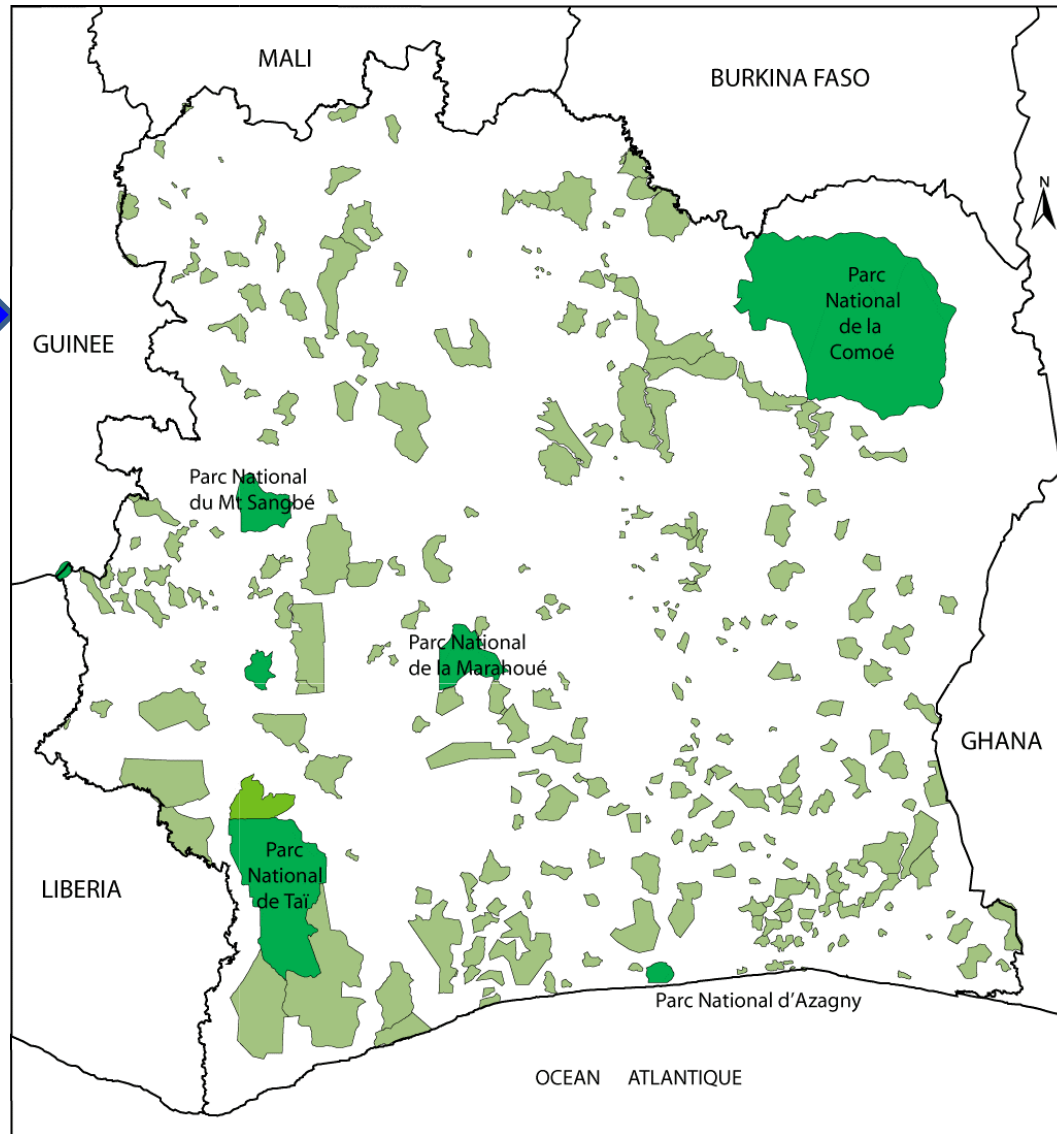 MALI
BURKINA FASO
N
Parc
National
de la
Comoé
GUINEE
Parc National
du Mt Sangbé
Parc National
de la Marahoué
GHANA
Parc
National
de Taï
LIBERIA
Parc National d'Azagny
OCEAN ATLANTIQUE